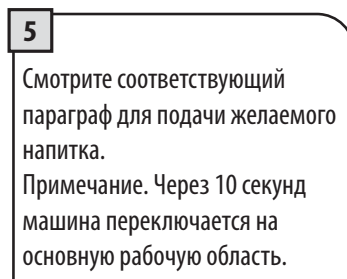 5
Смотрите соответствующий
параграф для подачи желаемого
напитка.
Примечание. Через 10 секунд
машина переключается на
основную рабочую область.